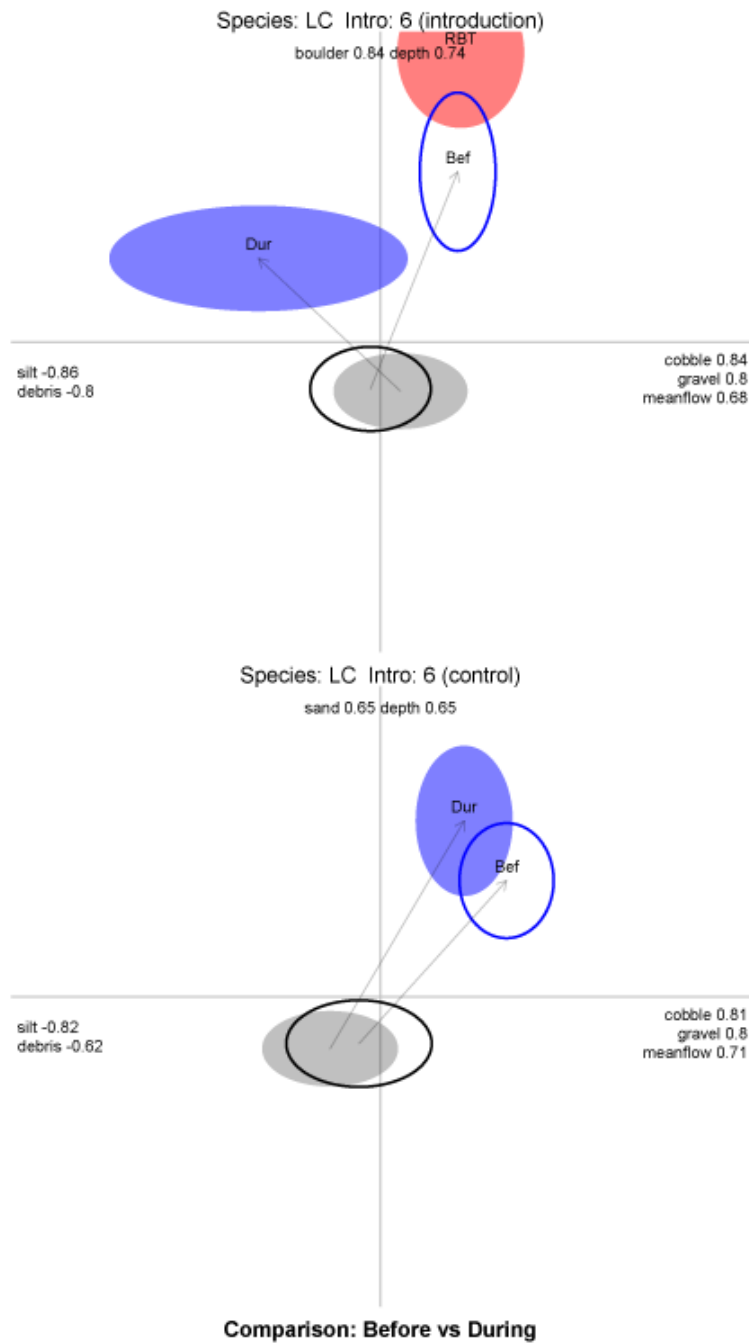 Species: LC  Intro: 6 (introduction)
RBT
boulder 0.84 depth 0.74
Bef
Dur
silt -0.86
debris -0.8
cobble 0.84
gravel 0.8
meanflow 0.68
Species: LC  Intro: 6 (control)
sand 0.65 depth 0.65
Dur
Bef
silt -0.82
debris -0.62
cobble 0.81
gravel 0.8
meanflow 0.71
Comparison: Before vs During